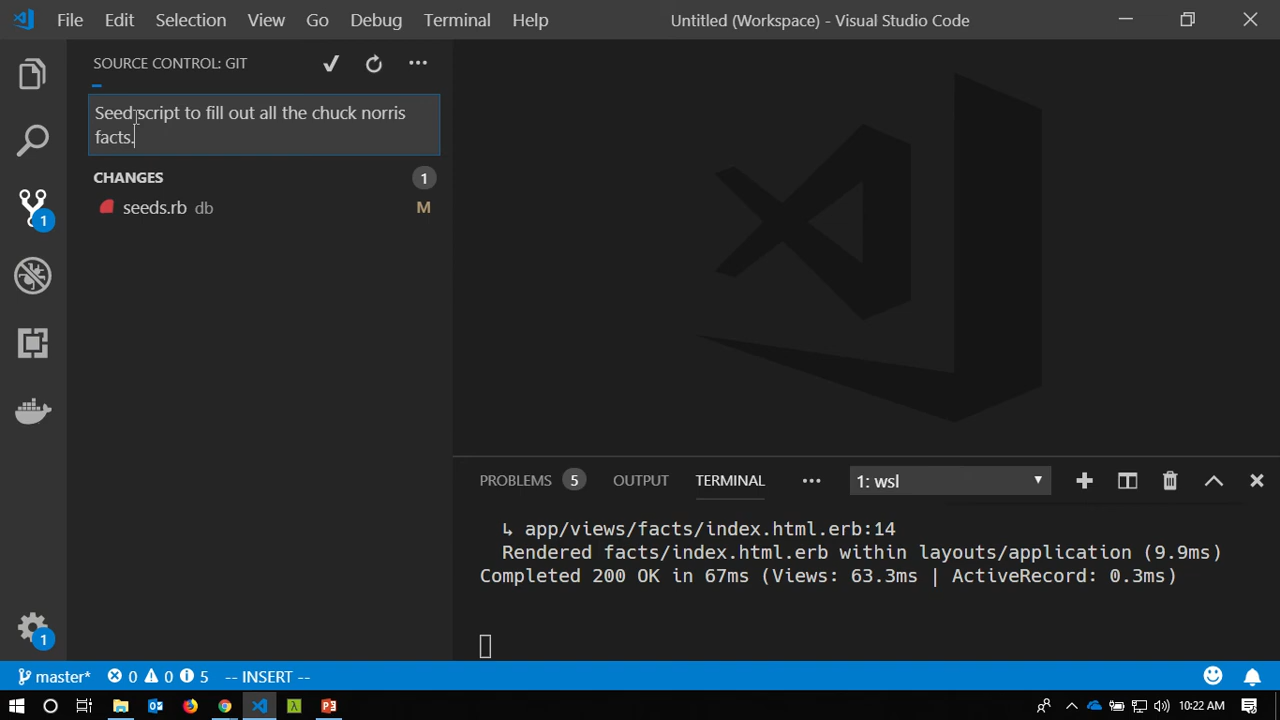 File Edit Selection View Go Debug Terminal Help Untitled (Workspace) - Visual Studio Code
SOURCE CONTROL: GIT
Seed script to fill out all the chuck norris
facts.
CHANGES 1
seeds.rb db M
1
PROBLEMS 5 OUTPUT TERMINAL 1: wsl
↳ app/views/facts/index.html.erb:14
Rendered facts/index.html.erb within layouts/application (9.9ms)
Completed 200 OK in 67ms (Views: 63.3ms | ActiveRecord: 0.3ms)
1
master* 0 0 5 -- INSERT --
10:22 AM